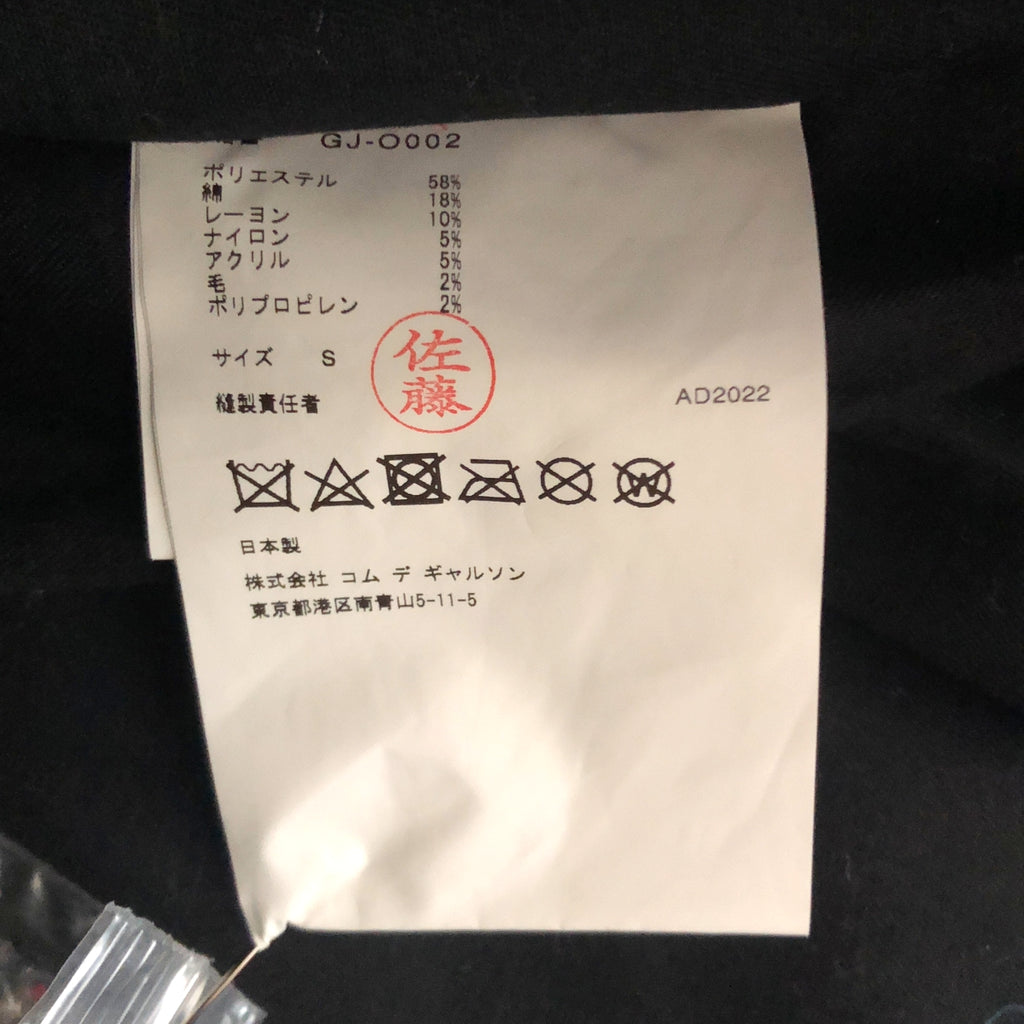 GJ-O002
ポリエステル 58%
綿 18%
レーヨン 10%
ナイロン 5%
アクリル 5%
毛 2%
ポリプロピレン 2%
サイズ S
縫製責任者 佐藤
AD2022
W
日本製
株式会社 コム デ ギャルソン
東京都港区南青山5-11-5